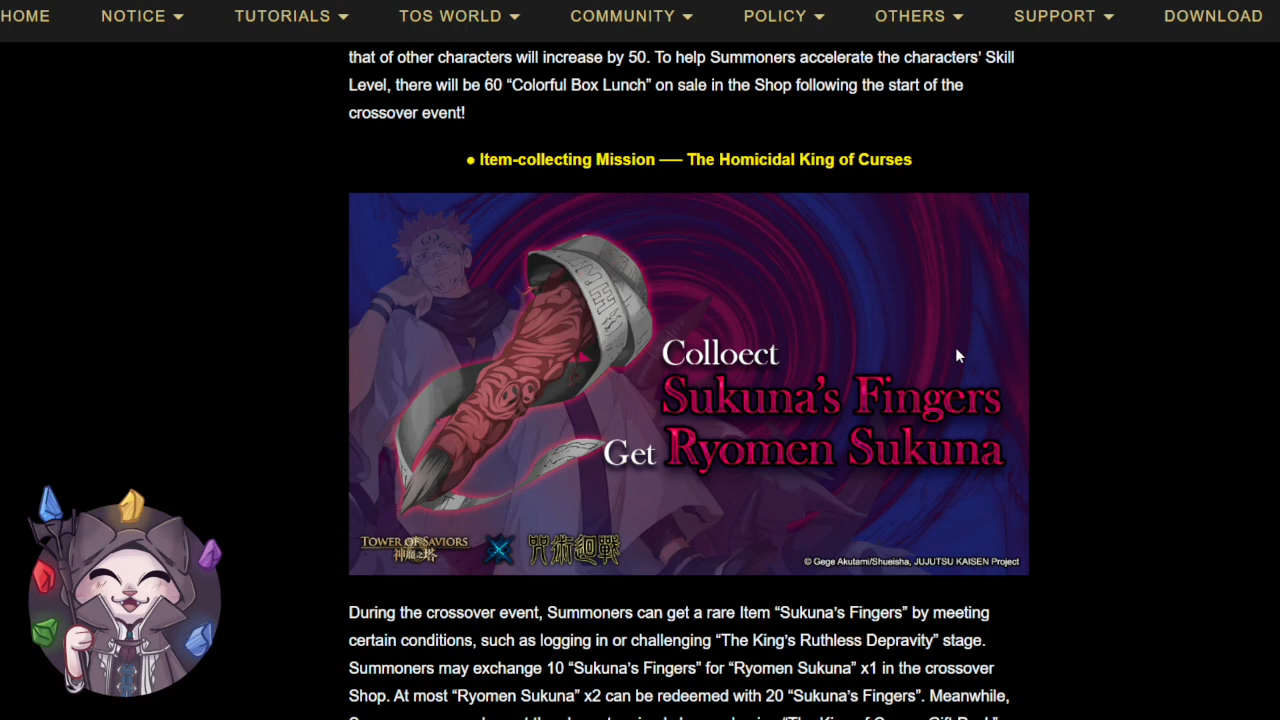 HOME NOTICE TUTORIALS TOS WORLD COMMUNITY POLICY OTHERS SUPPORT DOWNLOAD
that of other characters will increase by 50. To help Summoners accelerate the characters' Skill
Level, there will be 60 “Colorful Box Lunch” on sale in the Shop following the start of the
crossover event!
● Item-collecting Mission ── The Homicidal King of Curses
Colloect
Sukuna's Fingers
Get Ryomen Sukuna
TOWER OF SAVIORS
神魔之塔
呪術廻戦
© Gege Akutami/Shueisha, JUJUTSU KAISEN Project
During the crossover event, Summoners can get a rare Item “Sukuna's Fingers” by meeting
certain conditions, such as logging in or challenging “The King's Ruthless Depravity” stage.
Summoners may exchange 10 “Sukuna's Fingers” for “Ryomen Sukuna” x1 in the crossover
Shop. At most “Ryomen Sukuna” x2 can be redeemed with 20 “Sukuna's Fingers”. Meanwhile,